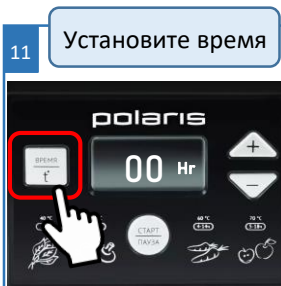 11
Установите время
polaris
ВРЕМЯ
t°
00 Hr
+
−
СТАРТ
ПАУЗА
60 °C
70 °C